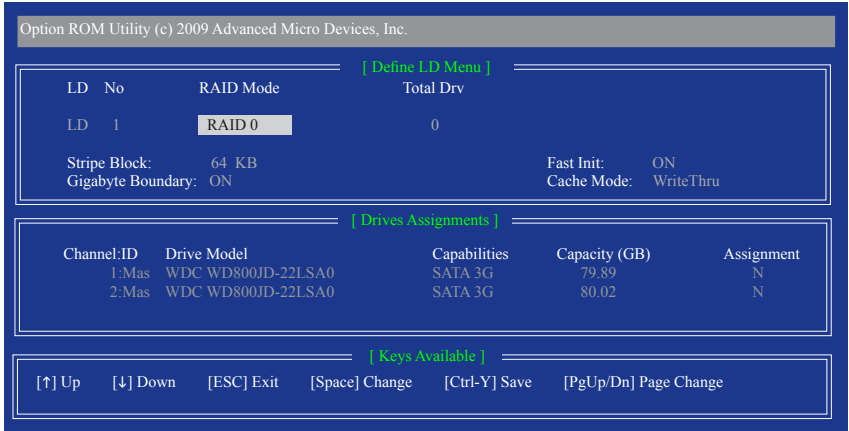 Option ROM Utility (c) 2009 Advanced Micro Devices, Inc.
[ Define LD Menu ]
LD No RAID Mode Total Drv
LD 1 RAID 0 0
Stripe Block: 64 KB Fast Init: ON
Gigabyte Boundary: ON Cache Mode: WriteThru
[ Drives Assignments ]
Channel:ID Drive Model Capabilities Capacity (GB) Assignment
1:Mas WDC WD800JD-22LSA0 SATA 3G 79.89 N
2:Mas WDC WD800JD-22LSA0 SATA 3G 80.02 N
[ Keys Available ]
[↑] Up [↓] Down [ESC] Exit [Space] Change [Ctrl-Y] Save [PgUp/Dn] Page Change